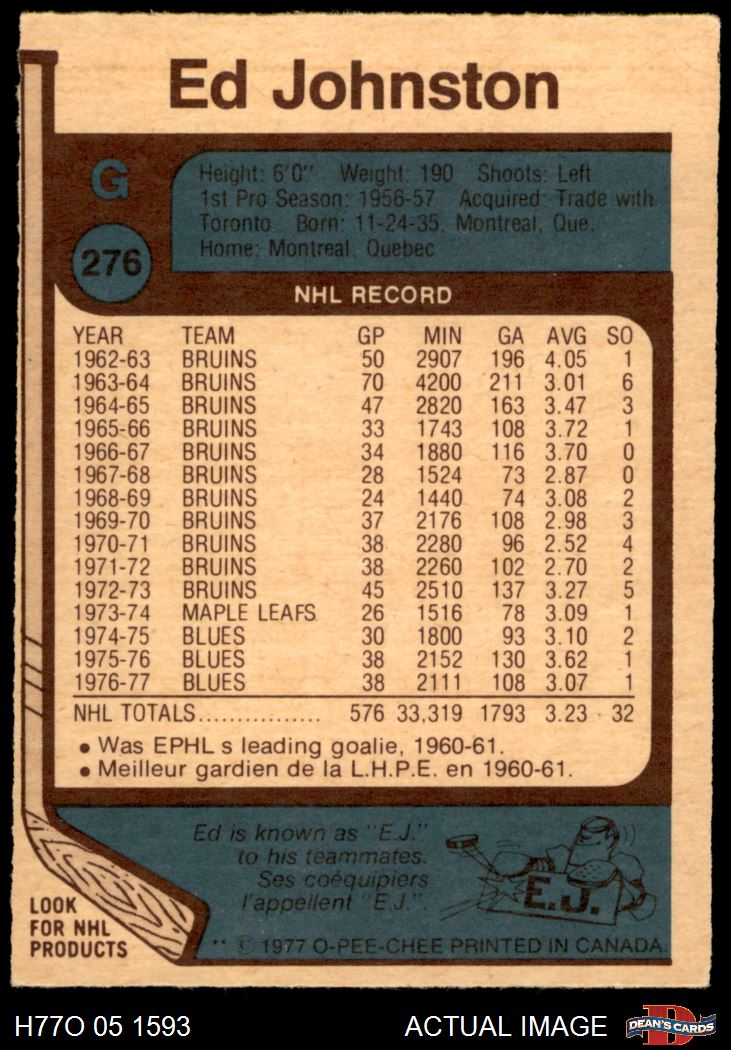 Ed Johnston
G
276
Height: 6'0" Weight: 190 Shoots: Left
1st Pro Season: 1956-57 Acquired: Trade with
Toronto Born: 11-24-35, Montreal, Que.
Home: Montreal, Quebec
NHL RECORD
YEAR TEAM GP MIN GA AVG SO
1962-63 BRUINS 50 2907 196 4.05 1
1963-64 BRUINS 70 4200 211 3.01 6
1964-65 BRUINS 47 2820 163 3.47 3
1965-66 BRUINS 33 1743 108 3.72 1
1966-67 BRUINS 34 1880 116 3.70 0
1967-68 BRUINS 28 1524 73 2.87 0
1968-69 BRUINS 24 1440 74 3.08 2
1969-70 BRUINS 37 2176 108 2.98 3
1970-71 BRUINS 38 2280 96 2.52 4
1971-72 BRUINS 38 2260 102 2.70 2
1972-73 BRUINS 45 2510 137 3.27 5
1973-74 MAPLE LEAFS 26 1516 78 3.09 1
1974-75 BLUES 30 1800 93 3.10 2
1975-76 BLUES 38 2152 130 3.62 1
1976-77 BLUES 38 2111 108 3.07 1
NHL TOTALS................ 576 33,319 1793 3.23 32
• Was EPHL s leading goalie, 1960-61.
• Meilleur gardien de la L.H.P.E. en 1960-61.
Ed is known as "E.J."
to his teammates.
Ses coéquipiers
l'appellent "E.J.".
E.J.
LOOK
FOR NHL
PRODUCTS
** © 1977 O-PEE-CHEE PRINTED IN CANADA.
H77O 05 1593
ACTUAL IMAGE
D
DEAN'S CARDS